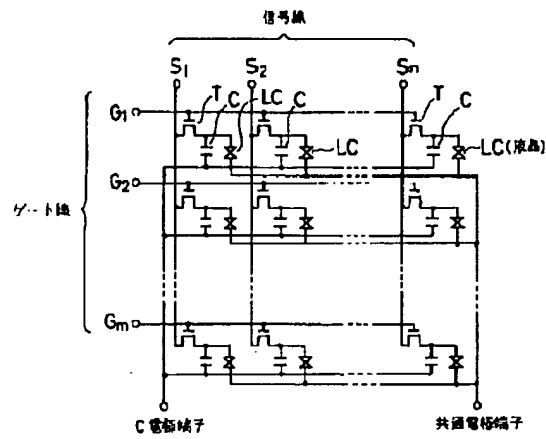 信号線
S1 S2 Sn
G1 T C LC C T C
LC LC(液晶)
G2
ゲート線
Gm
C電極端子 共通電極端子